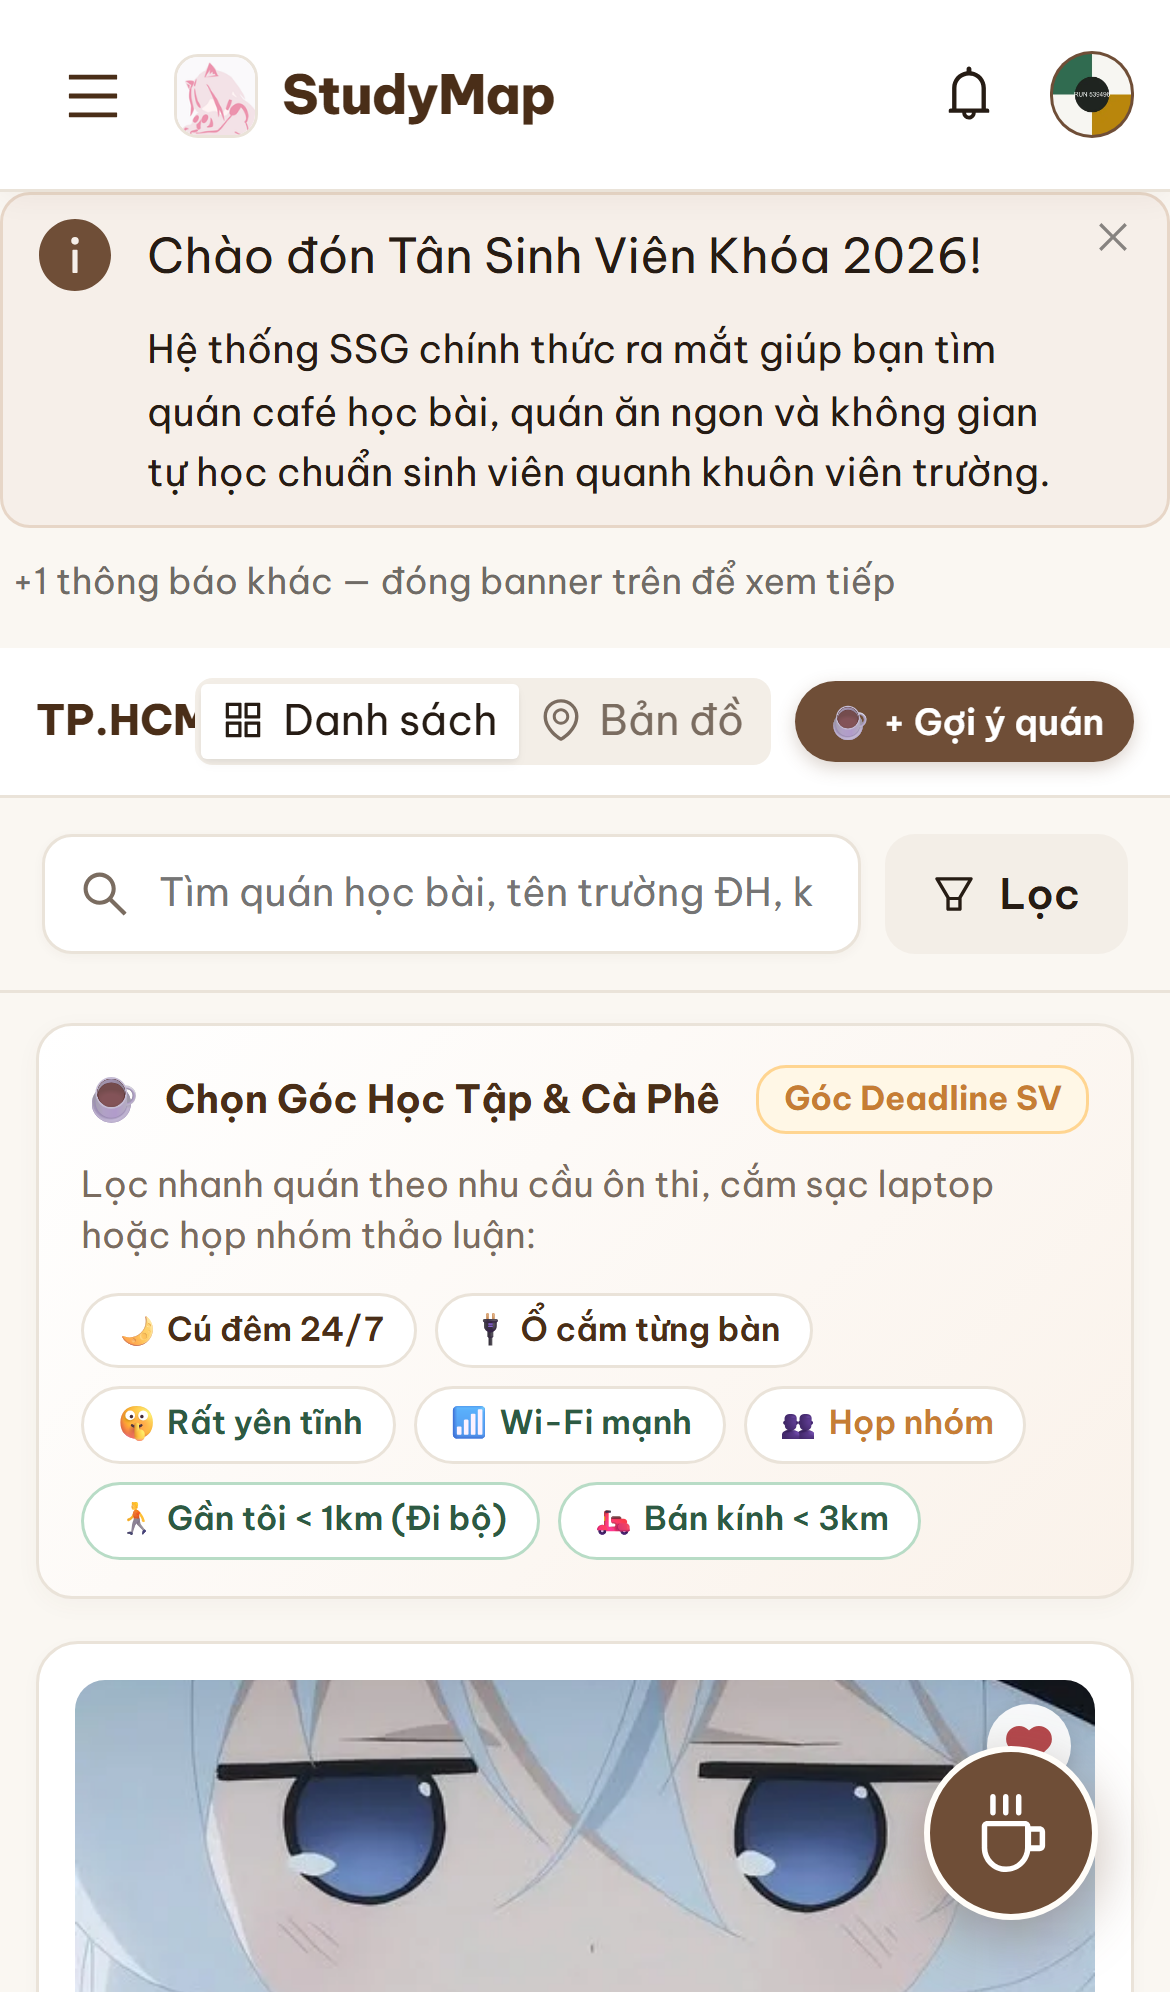 StudyMap
Chào đón Tân Sinh Viên Khóa 2026!
Hệ thống SSG chính thức ra mắt giúp bạn tìm
quán café học bài, quán ăn ngon và không gian
tự học chuẩn sinh viên quanh khuôn viên trường.
+1 thông báo khác — đóng banner trên để xem tiếp
TP.HCM Danh sách Bản đồ + Gợi ý quán
Tìm quán học bài, tên trường ĐH, k Lọc
Chọn Góc Học Tập & Cà Phê Góc Deadline SV
Lọc nhanh quán theo nhu cầu ôn thi, cắm sạc laptop
hoặc họp nhóm thảo luận:
Cú đêm 24/7 Ổ cắm từng bàn
Rất yên tĩnh Wi-Fi mạnh Họp nhóm
Gần tôi < 1km (Đi bộ) Bán kính < 3km